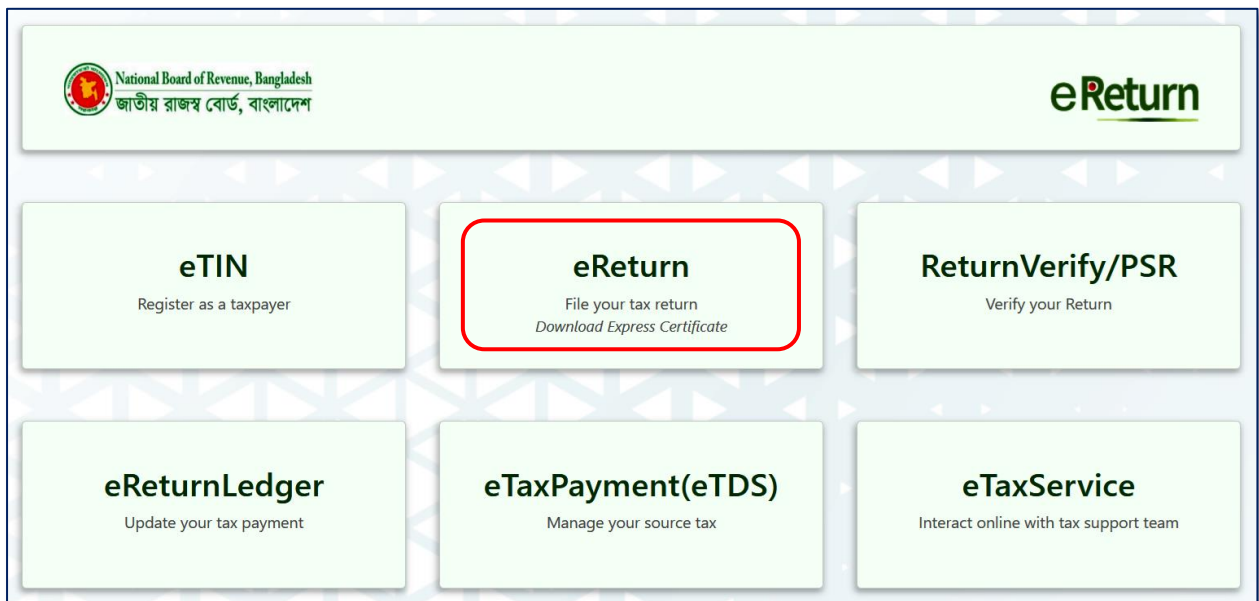 National Board of Revenue, Bangladesh
জাতীয় রাজস্ব বোর্ড, বাংলাদেশ
eReturn
eTIN
Register as a taxpayer
eReturn
File your tax return
Download Express Certificate
ReturnVerify/PSR
Verify your Return
eReturnLedger
Update your tax payment
eTaxPayment(eTDS)
Manage your source tax
eTaxService
Interact online with tax support team